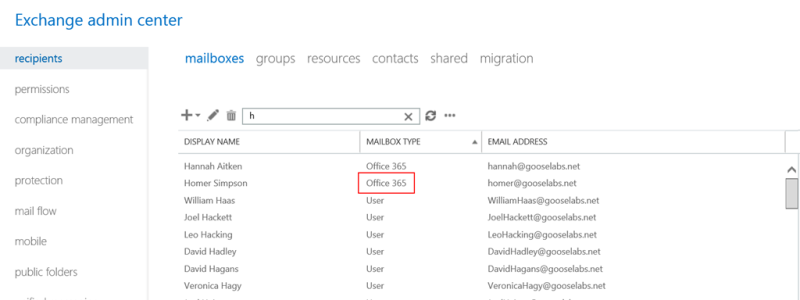 Exchange admin center
recipients
permissions
compliance management
organization
protection
mail flow
mobile
public folders
mailboxes groups resources contacts shared migration
h
DISPLAY NAME MAILBOX TYPE EMAIL ADDRESS
Hannah Aitken Office 365 hannah@gooselabs.net
Homer Simpson Office 365 homer@gooselabs.net
William Haas User WilliamHaas@gooselabs.net
Joel Hackett User JoelHackett@gooselabs.net
Leo Hacking User LeoHacking@gooselabs.net
David Hadley User DavidHadley@gooselabs.net
David Hagans User DavidHagans@gooselabs.net
Veronica Hagy User VeronicaHagy@gooselabs.net